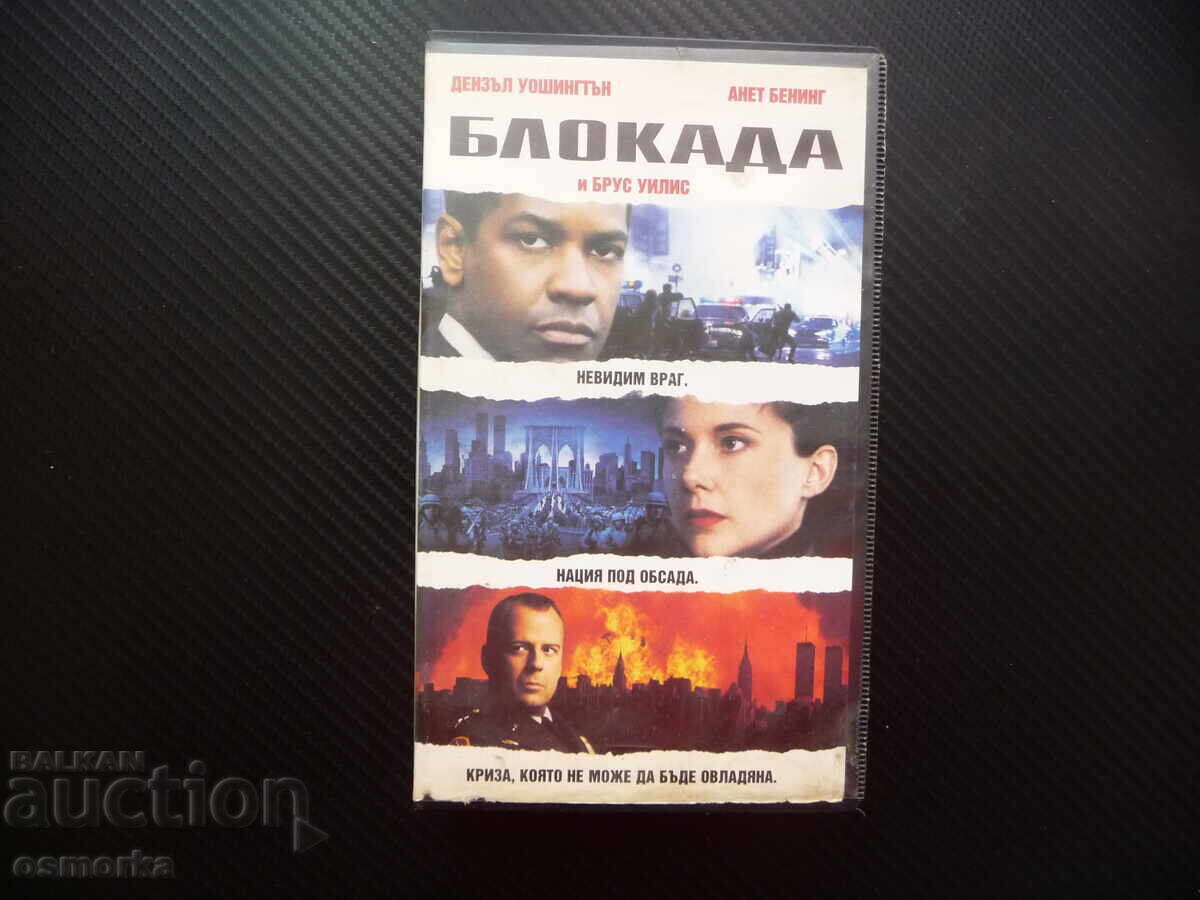 ДЕНЗЪЛ УОШИНГТЪН
АНЕТ БЕНИНГ
БЛОКАДА
и БРУС УИЛИС
НЕВИДИМ ВРАГ.
НАЦИЯ ПОД ОБСАДА.
КРИЗА, КОЯТО НЕ МОЖЕ ДА БЪДЕ ОВЛАДЯНА.
BALKAN
auction
osmorka